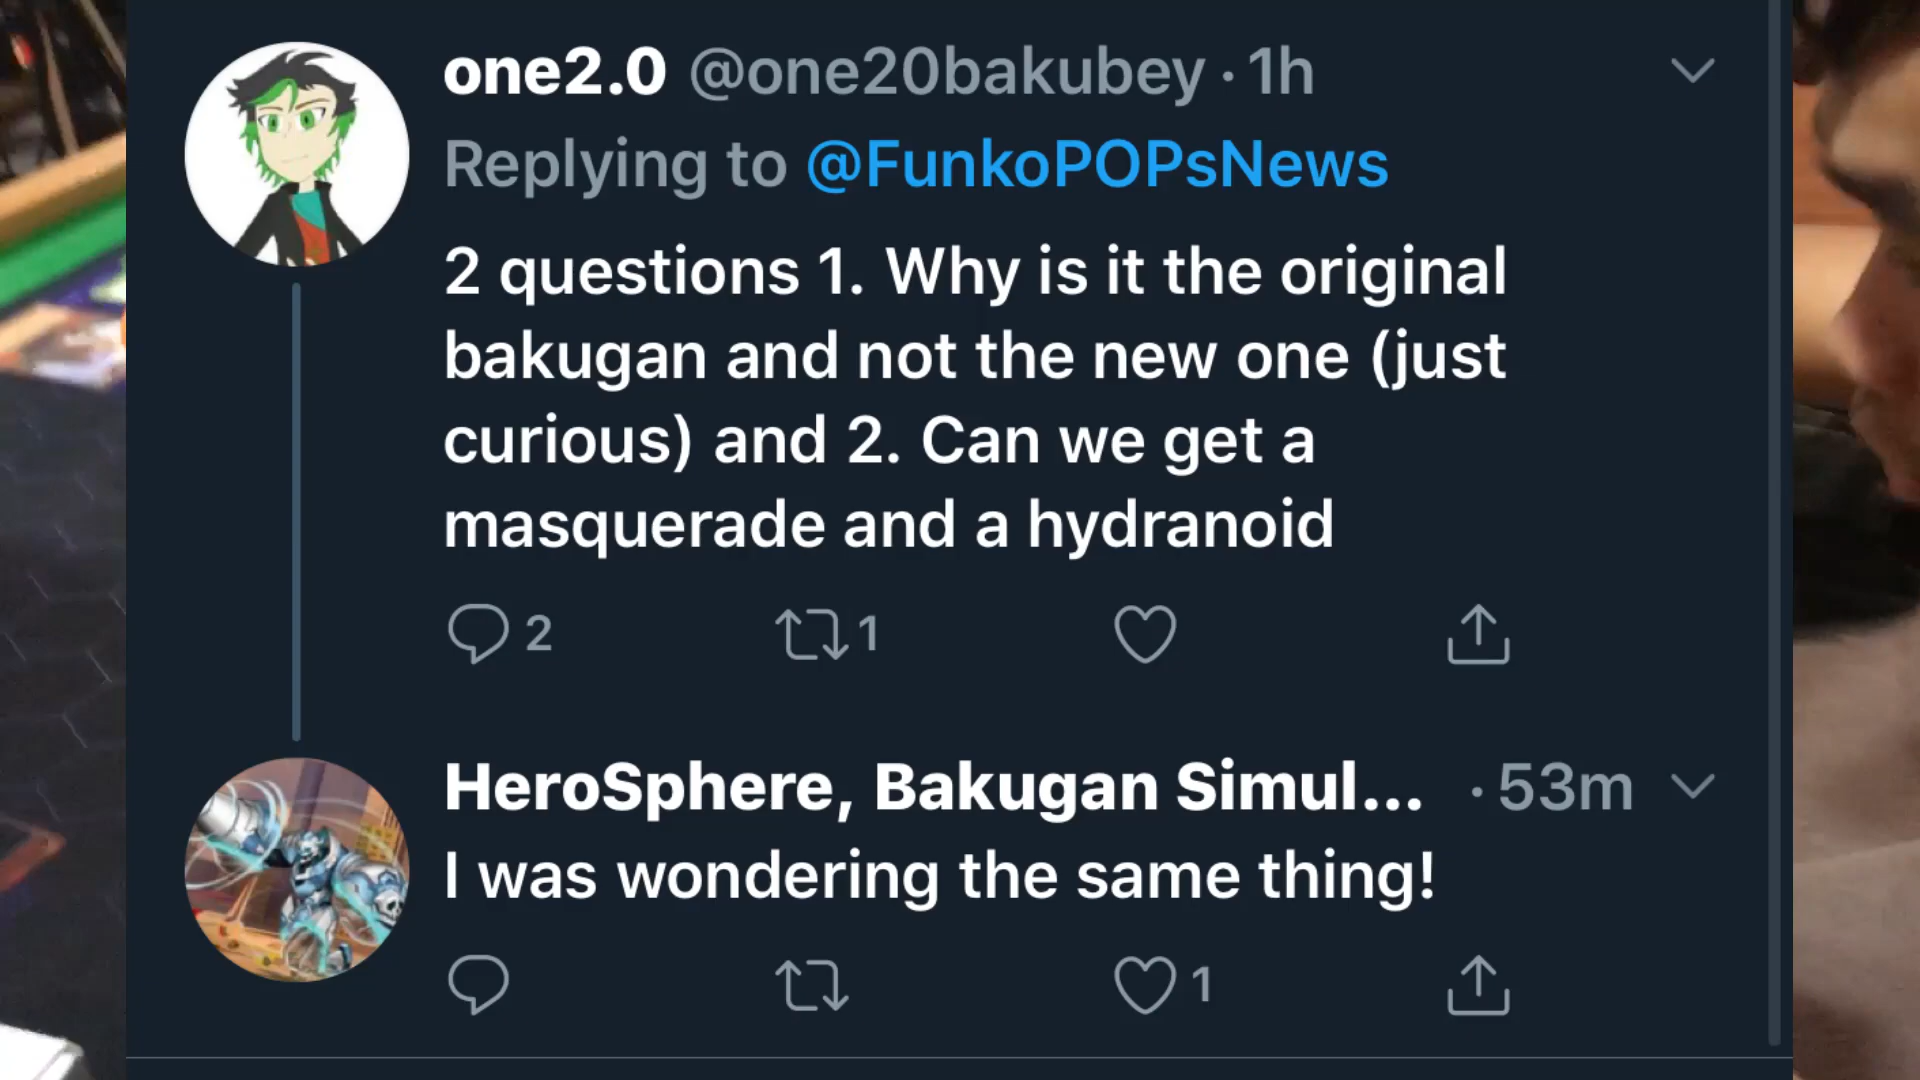 one2.0 @one20bakubey · 1h
Replying to @FunkoPOPsNews
2 questions 1. Why is it the original
bakugan and not the new one (just
curious) and 2. Can we get a
masquerade and a hydranoid
2 1
HeroSphere, Bakugan Simul... · 53m
I was wondering the same thing!
1